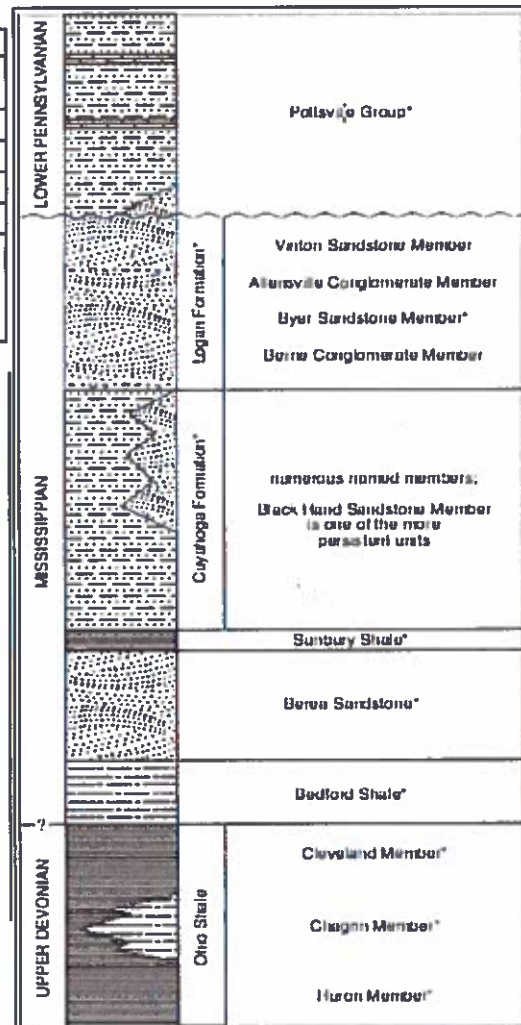 LOWER PENNSYLVANIAN
Pottsville Group*
MISSISSIPPIAN
Logan Formation*
Vinton Sandstone Member
Allensville Conglomerate Member
Byer Sandstone Member*
Berne Conglomerate Member
Cuyahoga Formation*
numerous named members;
Black Hand Sandstone Member
is one of the more
persistent units
Sunbury Shale*
Berea Sandstone*
Bedford Shale*
-?
UPPER DEVONIAN
Ohio Shale
Cleveland Member*
Chagrin Member*
Huron Member*